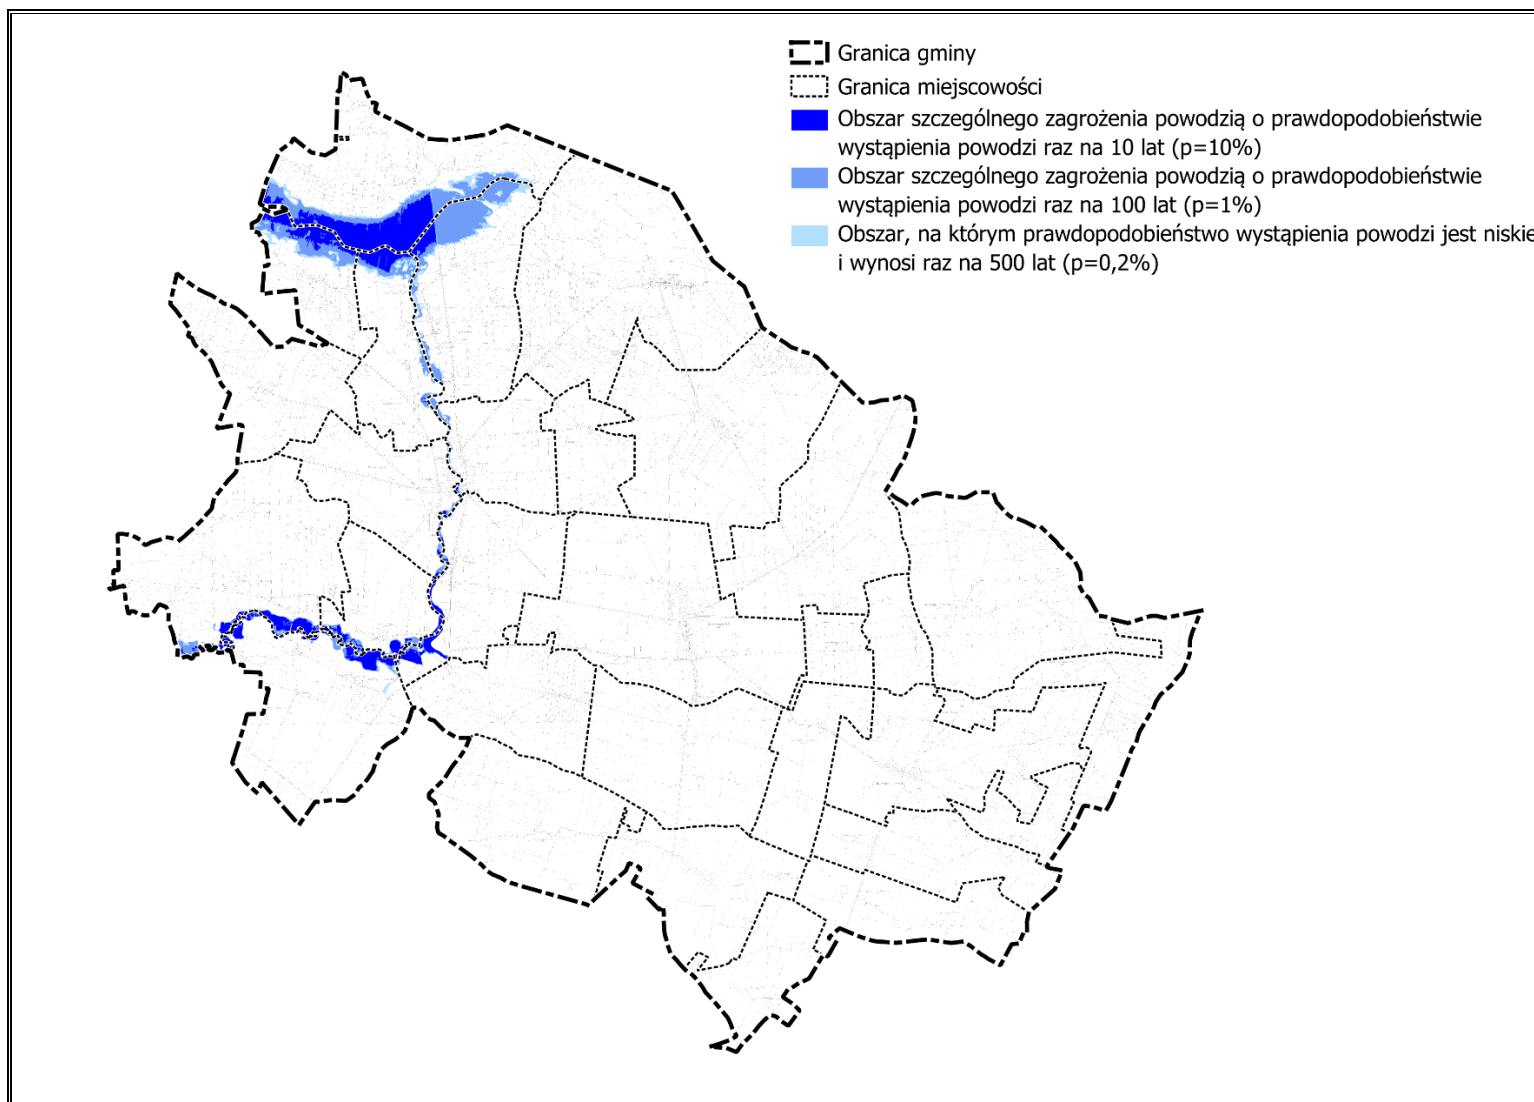 Granica gminy
Granica miejscowości
Obszar szczególnego zagrożenia powodzią o prawdopodobieństwie
wystąpienia powodzi raz na 10 lat (p=10%)
Obszar szczególnego zagrożenia powodzią o prawdopodobieństwie
wystąpienia powodzi raz na 100 lat (p=1%)
Obszar, na którym prawdopodobieństwo wystąpienia powodzi jest niskie
i wynosi raz na 500 lat (p=0,2%)